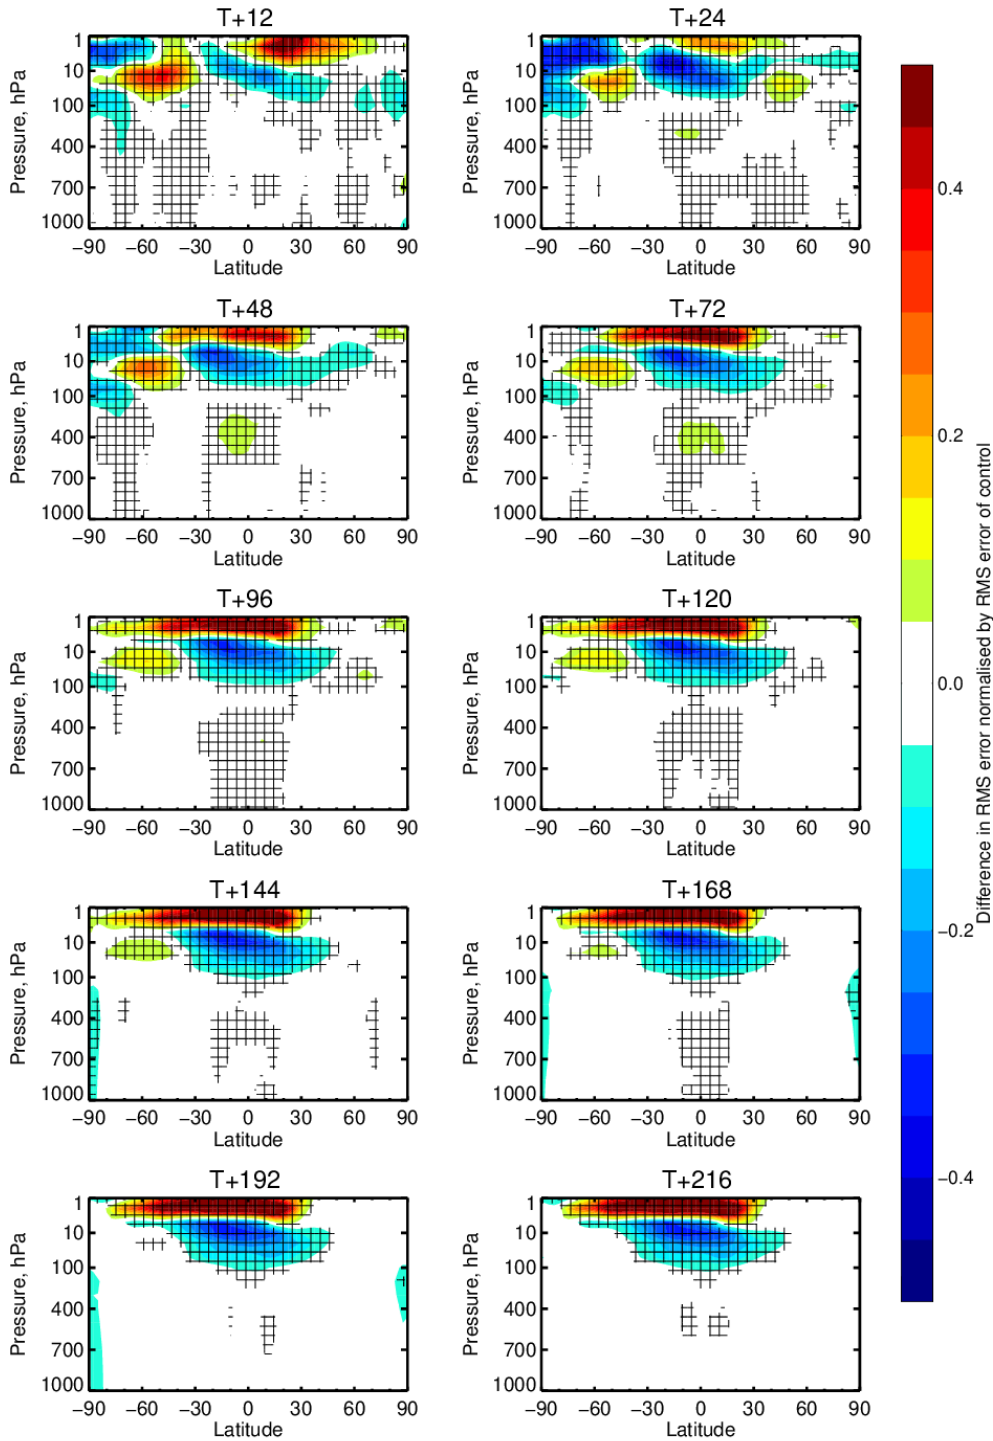 T+12
T+24
Pressure, hPa
1
10
100
400
700
1000
−90 −60 −30 0 30 60 90
Latitude
Pressure, hPa
1
10
100
400
700
1000
−90 −60 −30 0 30 60 90
Latitude
T+48
T+72
Pressure, hPa
1
10
100
400
700
1000
−90 −60 −30 0 30 60 90
Latitude
Pressure, hPa
1
10
100
400
700
1000
−90 −60 −30 0 30 60 90
Latitude
T+96
T+120
Pressure, hPa
1
10
100
400
700
1000
−90 −60 −30 0 30 60 90
Latitude
Pressure, hPa
1
10
100
400
700
1000
−90 −60 −30 0 30 60 90
Latitude
T+144
T+168
Pressure, hPa
1
10
100
400
700
1000
−90 −60 −30 0 30 60 90
Latitude
Pressure, hPa
1
10
100
400
700
1000
−90 −60 −30 0 30 60 90
Latitude
T+192
T+216
Pressure, hPa
1
10
100
400
700
1000
−90 −60 −30 0 30 60 90
Latitude
Pressure, hPa
1
10
100
400
700
1000
−90 −60 −30 0 30 60 90
Latitude
0.4
0.2
0.0
−0.2
−0.4
Difference in RMS error normalised by RMS error of control